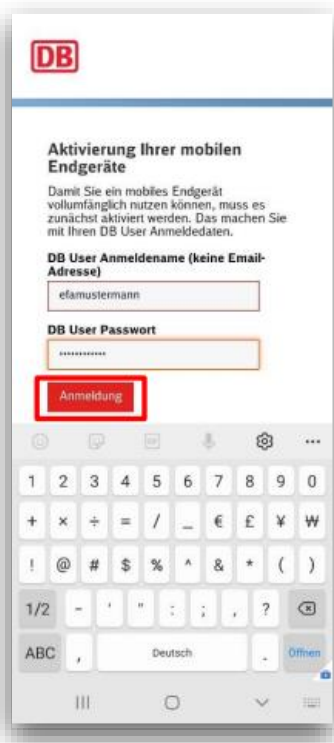 DB
Aktivierung Ihrer mobilen
Endgeräte
Damit Sie ein mobiles Endgerät
vollumfänglich nutzen können, muss es
zunächst aktiviert werden. Das machen Sie
mit Ihren DB User Anmeldedaten.
DB User Anmeldename (keine Email-
Adresse)
efamustermann
DB User Passwort
••••••••••••
Anmeldung
GIF
1 2 3 4 5 6 7 8 9 0
+ × ÷ = / _ € £ ¥ ₩
! @ # $ % ^ & * ( )
1/2 - ' " : ; , ?
ABC , Deutsch . Öffnen